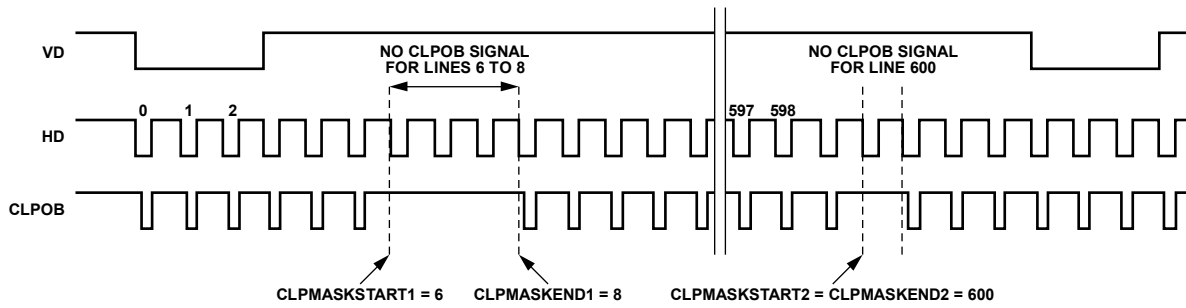 VD
NO CLPOB SIGNAL
FOR LINES 6 TO 8
NO CLPOB SIGNAL
FOR LINE 600
HD
0 1 2
597 598
CLPOB
CLPMASKSTART1 = 6
CLPMASKEND1 = 8
CLPMASKSTART2 = CLPMASKEND2 = 600